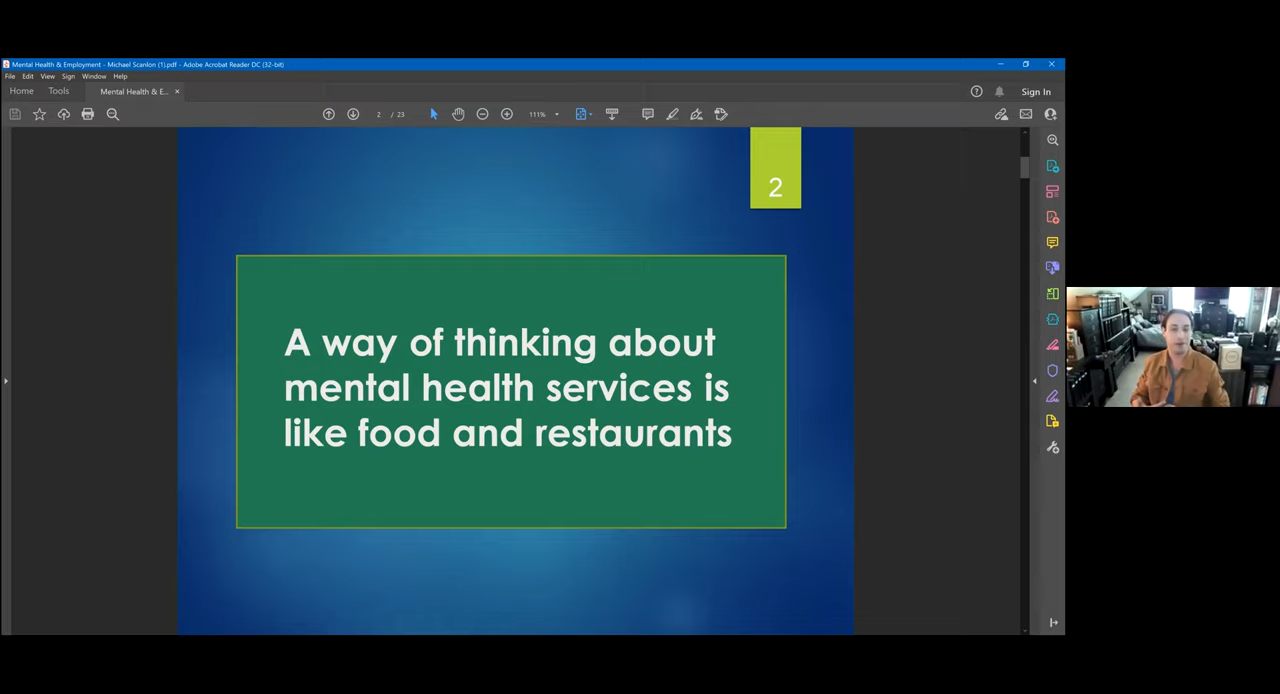 Mental Health & Employment - Michael Scanlon (1).pdf - Adobe Acrobat Reader DC (32-bit)
File Edit View Sign Window Help
Home Tools Mental Health & E... × Sign In
2 / 23 111%
2
A way of thinking about
mental health services is
like food and restaurants